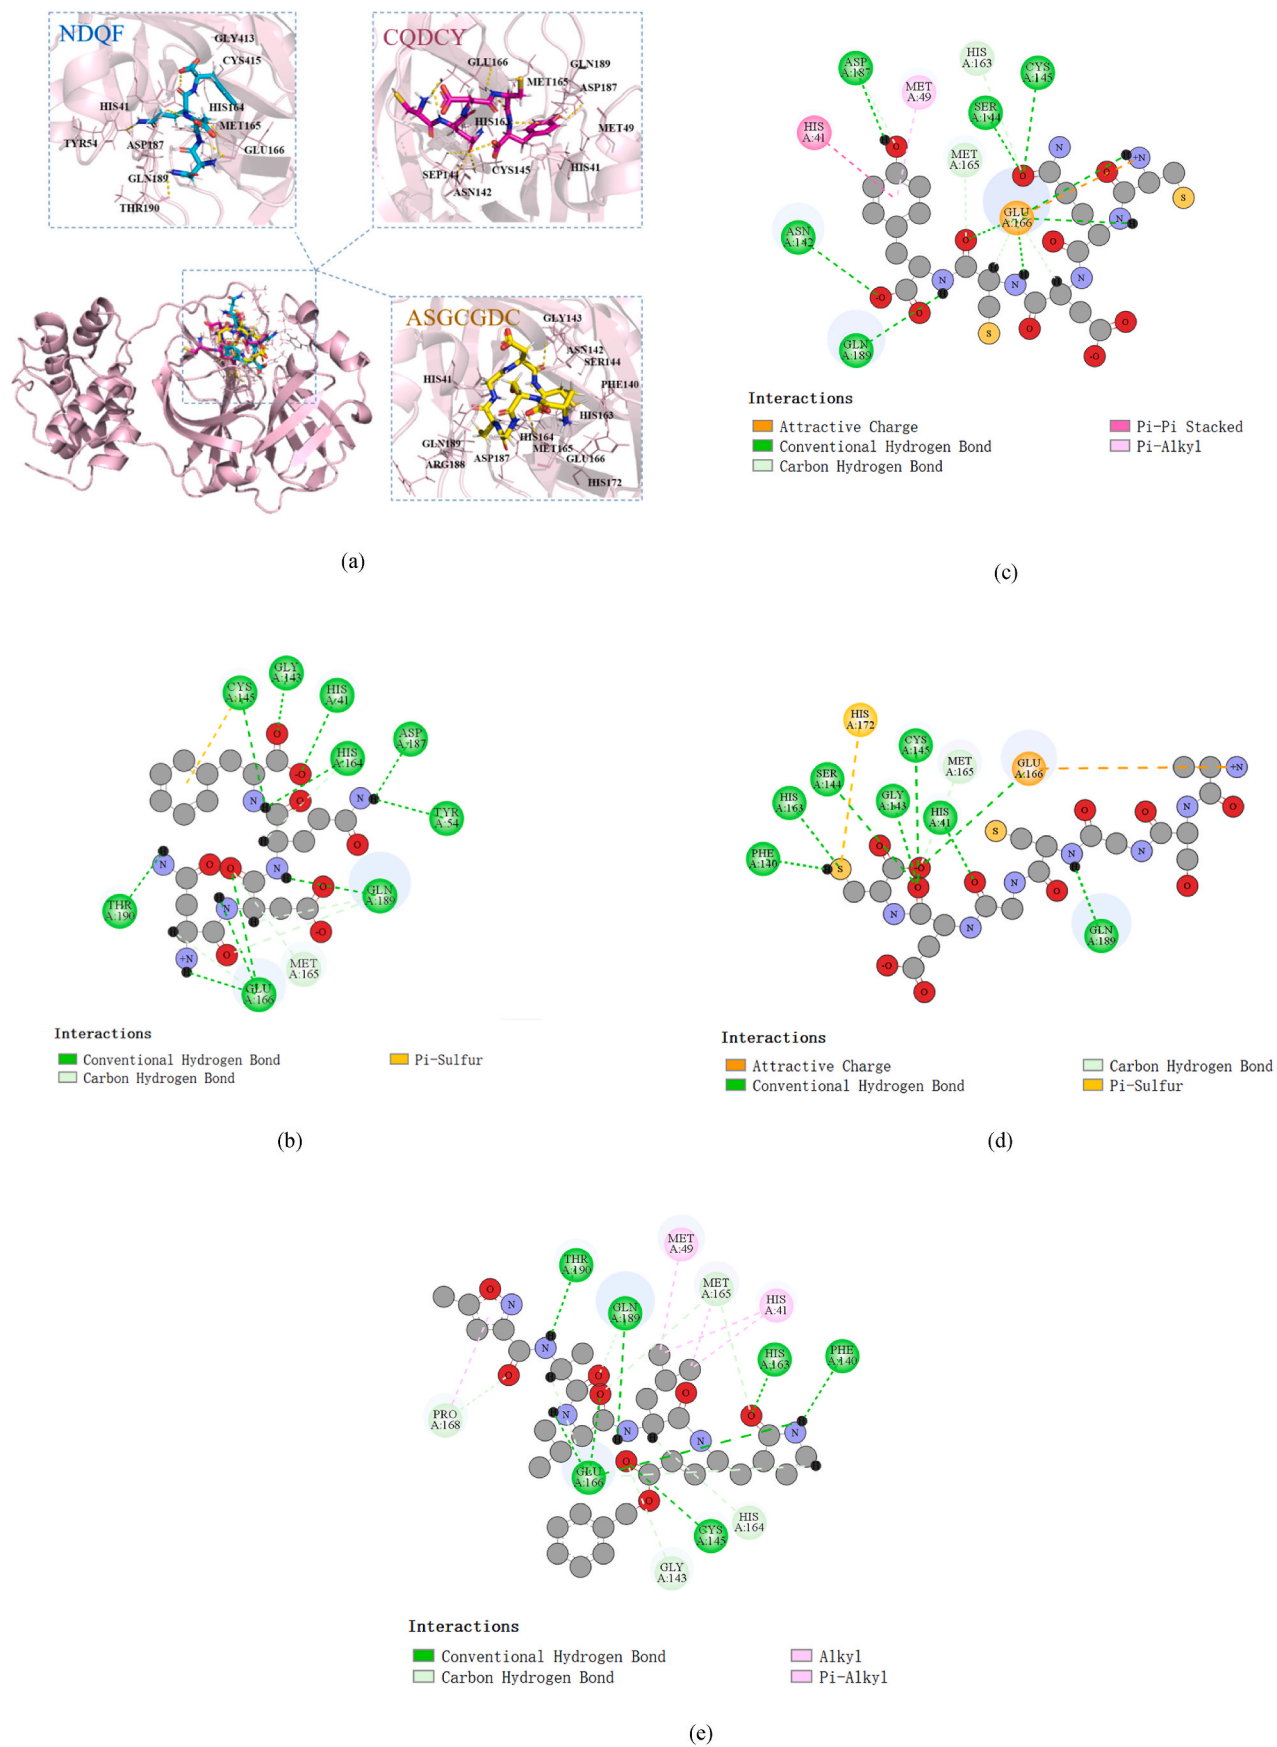 NDQF
GLY413
CYS415
HIS41
HIS164
MET165
TYR54
ASP187
GLU166
GLN189
THR190
CQDCY
GLU166
GLN189
MET165
ASP187
HIS163
MET49
SEP144
CYS145
HIS41
ASN142
ASGCGDC
GLY143
ASN142
SER144
HIS41
PHE140
HIS163
GLN189
HIS164
ARG188
MET165
ASP187
GLU166
HIS172
(a)
ASP
A:187
HIS
A:163
CYS
A:145
MET
A:49
SER
A:144
HIS
A:41
MET
A:165
GLU
A:166
ASN
A:142
GLN
A:189
H O O N H +N O N H S O O N N H H N H O O -O O S O O -O
Interactions
Attractive Charge
Pi-Pi Stacked
Conventional Hydrogen Bond
Pi-Alkyl
Carbon Hydrogen Bond
(c)
CYS
A:145
GLY
A:143
HIS
A:41
HIS
A:164
ASP
A:187
TYR
A:54
GLN
A:189
THR
A:190
MET
A:165
GLU
A:166
O -O N H O N H H O H N O O N H O N H H H O -O +N H
Interactions
Conventional Hydrogen Bond
Pi-Sulfur
Carbon Hydrogen Bond
(b)
HIS
A:172
CYS
A:145
MET
A:165
GLU
A:166
SER
A:144
GLY
A:143
HIS
A:163
HIS
A:41
PHE
A:140
GLN
A:189
+N N O O O S N H N O O H S O -O O O N N N -O O
Interactions
Attractive Charge
Carbon Hydrogen Bond
Conventional Hydrogen Bond
Pi-Sulfur
(d)
THR
A:190
MET
A:49
MET
A:165
GLN
A:189
HIS
A:41
HIS
A:163
PHE
A:140
PRO
A:168
GLU
A:166
GYS
A:145
HIS
A:164
GLY
A:143
O N H N O H O O O H N N H H N O O H N H O O
Interactions
Conventional Hydrogen Bond
Alkyl
Carbon Hydrogen Bond
Pi-Alkyl
(e)